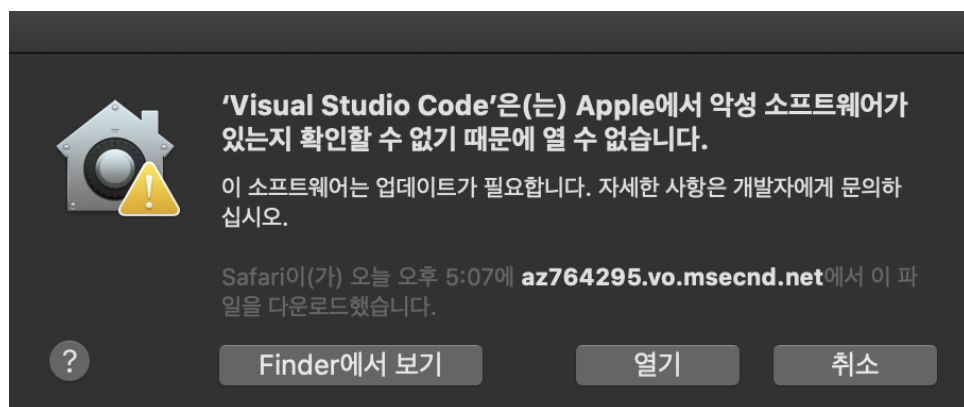 'Visual Studio Code'은(는) Apple에서 악성 소프트웨어가
있는지 확인할 수 없기 때문에 열 수 없습니다.
이 소프트웨어는 업데이트가 필요합니다. 자세한 사항은 개발자에게 문의하
십시오.
Safari이(가) 오늘 오후 5:07에 az764295.vo.msecnd.net에서 이 파
일을 다운로드했습니다.
? Finder에서 보기 열기 취소